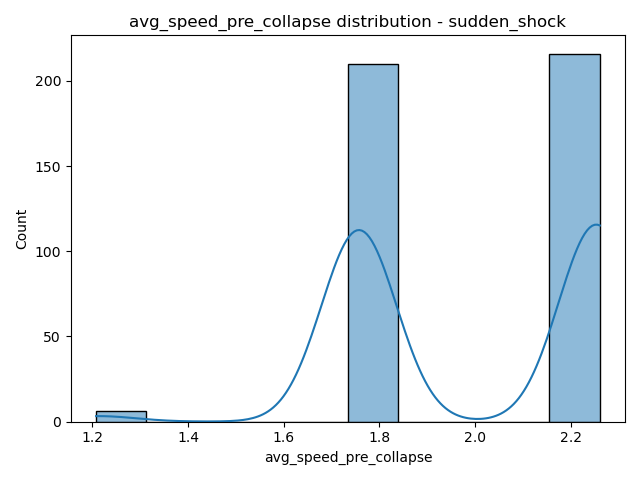 avg_speed_pre_collapse distribution - sudden_shock
200
150
100
50
0
Count
1.2 1.4 1.6 1.8 2.0 2.2
avg_speed_pre_collapse